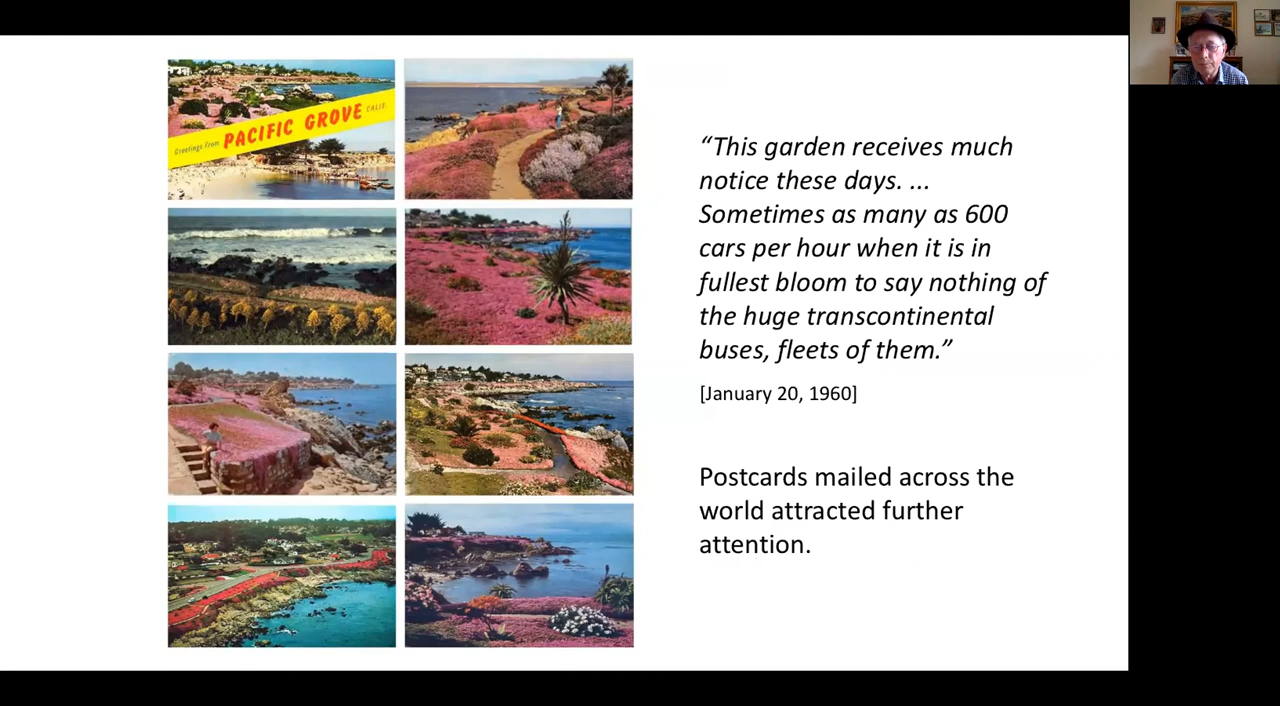 Greetings from PACIFIC GROVE CALIF.
“This garden receives much
notice these days. ...
Sometimes as many as 600
cars per hour when it is in
fullest bloom to say nothing of
the huge transcontinental
buses, fleets of them.”
[January 20, 1960]
Postcards mailed across the
world attracted further
attention.